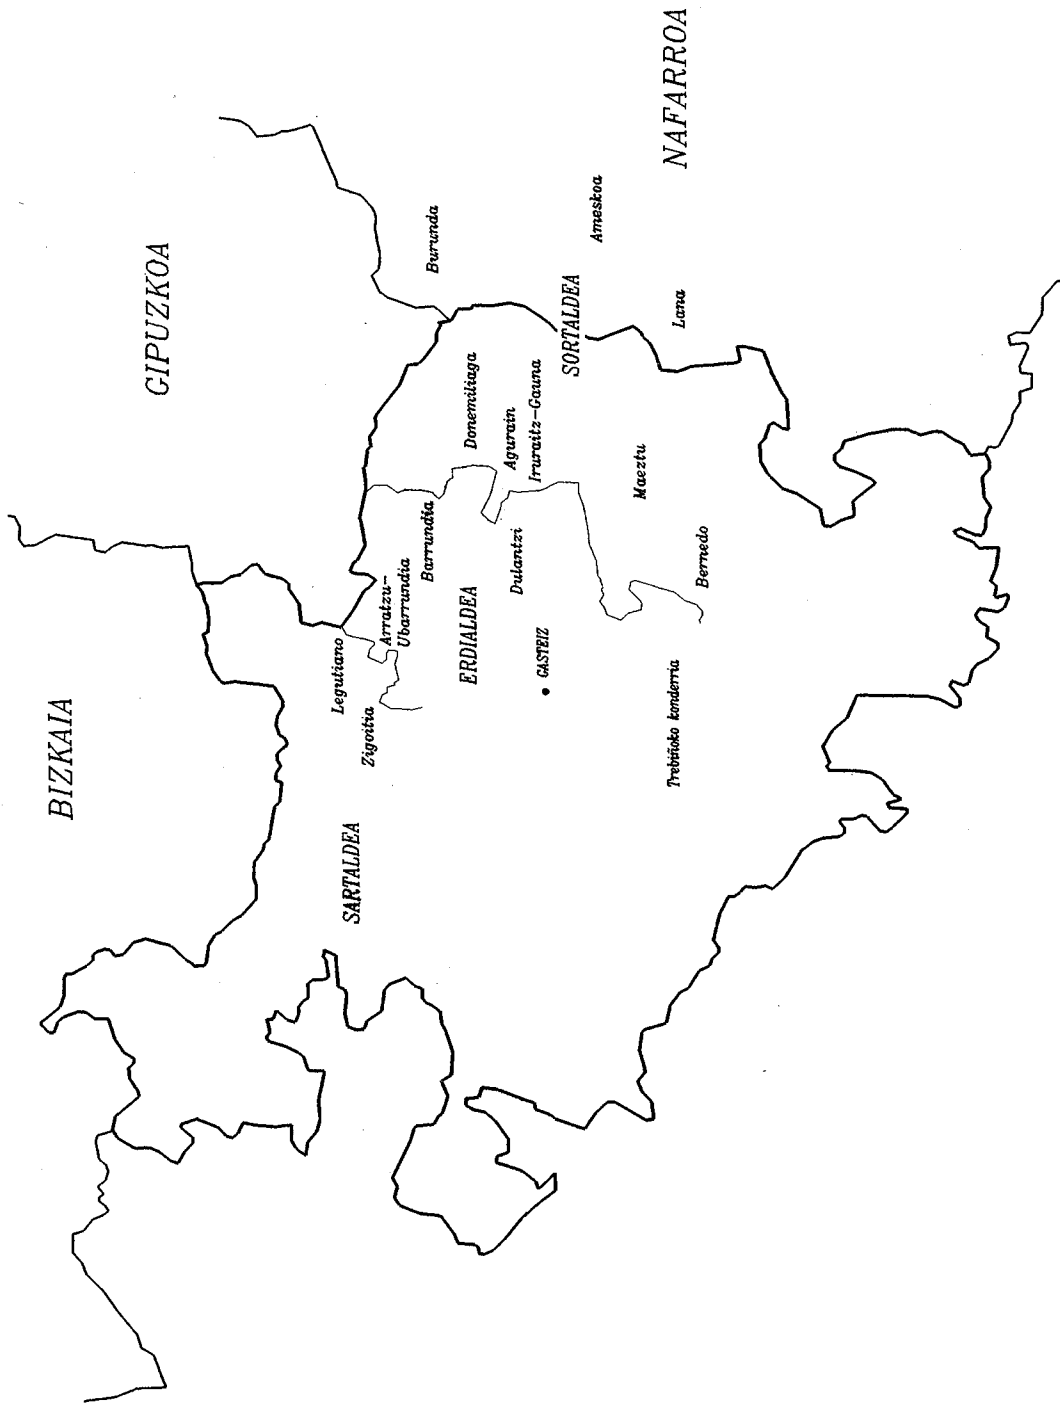 BIZKAIA
GIPUZKOA
NAFARROA
SARTALDEA
Legutiano
Zigoitia
Arratzu-
Ubarrundia
Barrundia
ERDIALDEA
Donemiliaga
Burunda
Agurain
Iruraitz-Gauna
Dulantzi
GASTEIZ
SORTALDEA
Ameskoa
Maeztu
Lana
Trebiñoko konderria
Bernedo